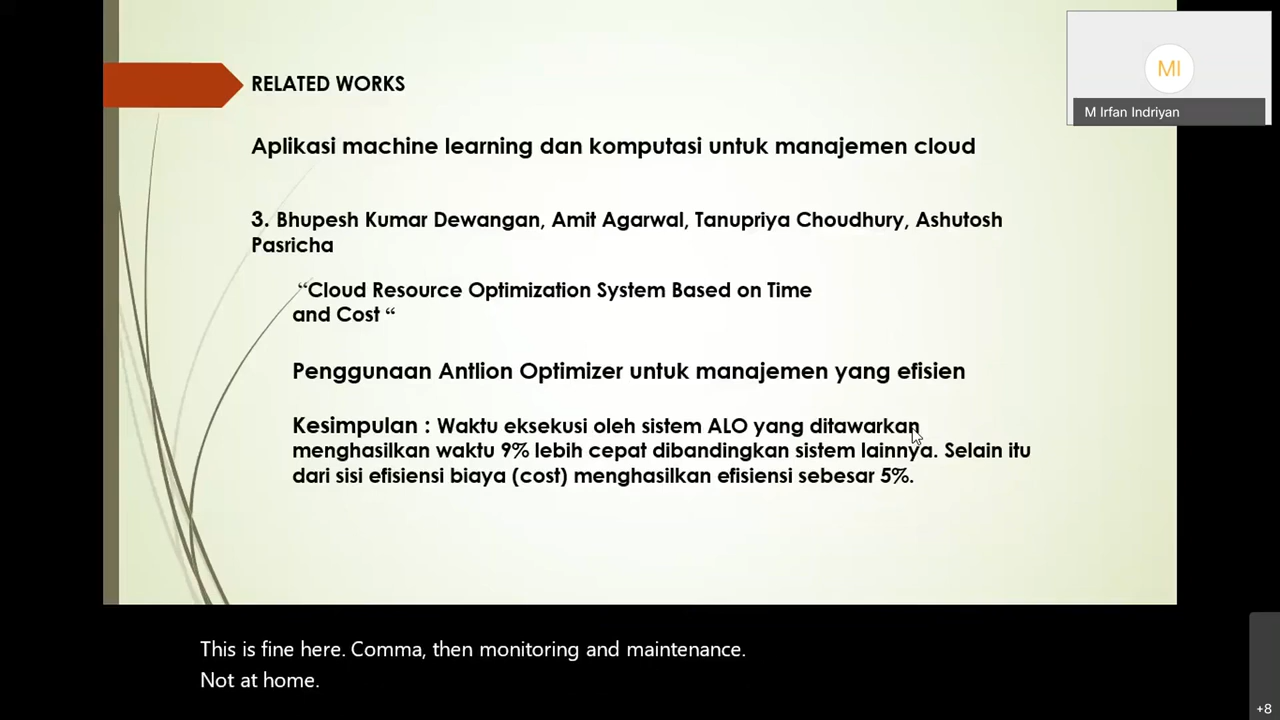 RELATED WORKS
MI
M Irfan Indriyan
Aplikasi machine learning dan komputasi untuk manajemen cloud
3. Bhupesh Kumar Dewangan, Amit Agarwal, Tanupriya Choudhury, Ashutosh
Pasricha
“Cloud Resource Optimization System Based on Time
and Cost “
Penggunaan Antlion Optimizer untuk manajemen yang efisien
Kesimpulan : Waktu eksekusi oleh sistem ALO yang ditawarkan
menghasilkan waktu 9% lebih cepat dibandingkan sistem lainnya. Selain itu
dari sisi efisiensi biaya (cost) menghasilkan efisiensi sebesar 5%.
This is fine here. Comma, then monitoring and maintenance.
Not at home.
+8